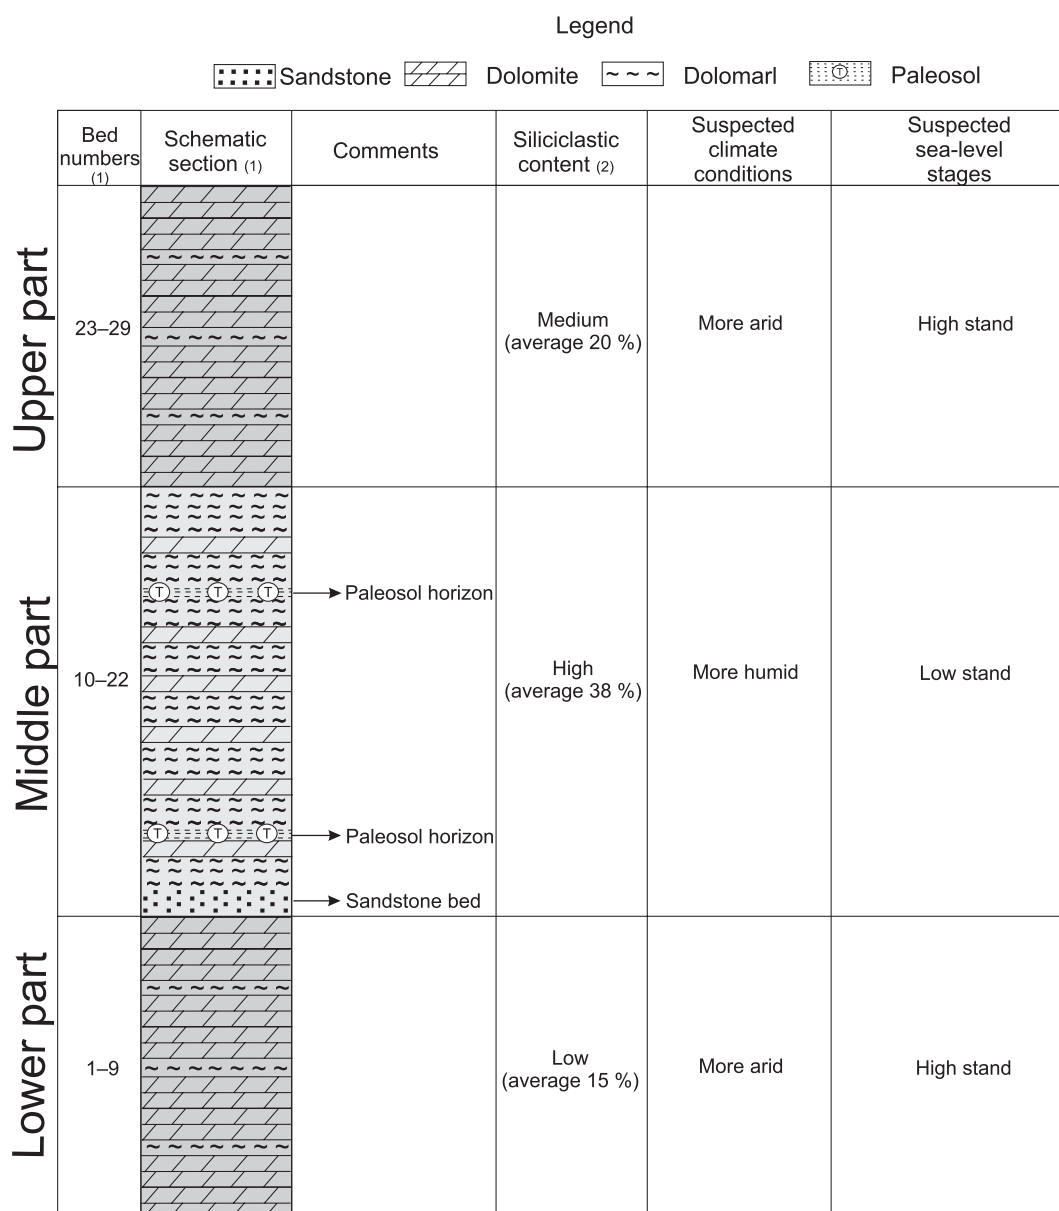 Legend
Sandstone
Dolomite
Dolomarl
T
Paleosol
Bed
numbers
(1)
Schematic
section (1)
Comments
Siliciclastic
content (2)
Suspected
climate
conditions
Suspected
sea-level
stages
Upper part
23–29
Medium
(average 20 %)
More arid
High stand
Middle part
10–22
T T T
Paleosol horizon
T T T
Paleosol horizon
Sandstone bed
High
(average 38 %)
More humid
Low stand
Lower part
1–9
Low
(average 15 %)
More arid
High stand